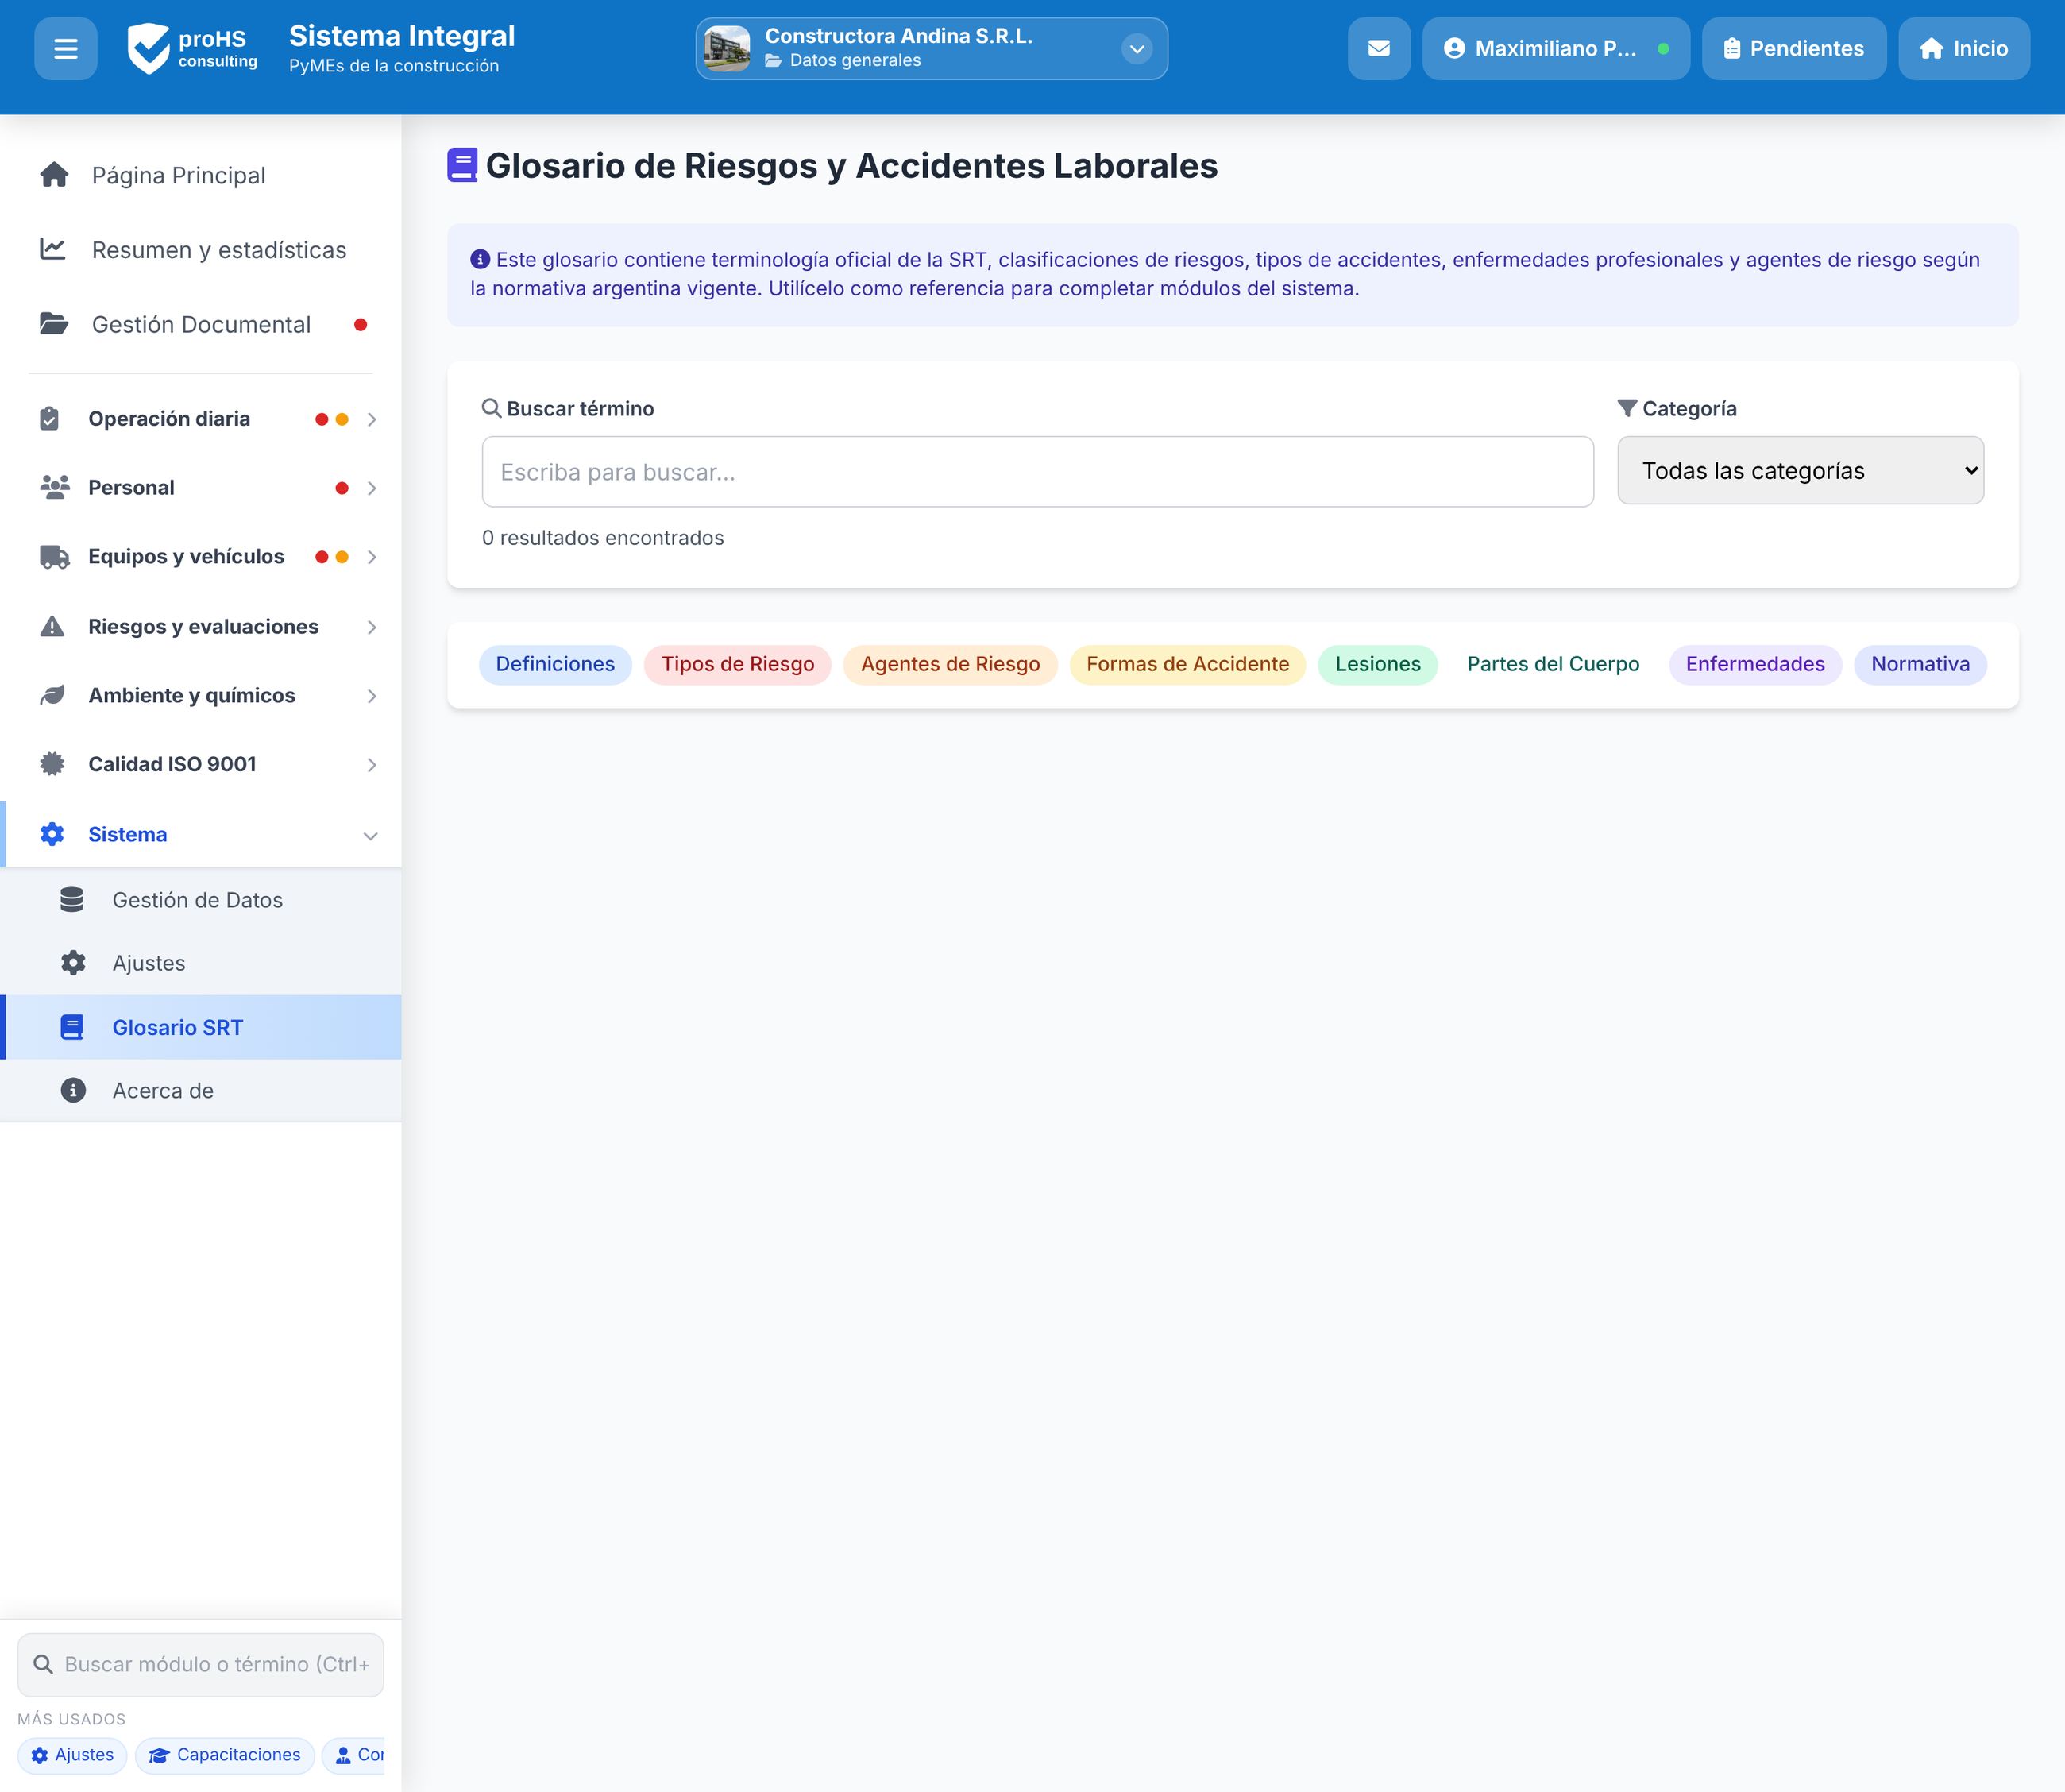 proHS
consulting
Sistema Integral
PyMEs de la construcción
Constructora Andina S.R.L.
Datos generales
Maximiliano P...
Pendientes
Inicio
Página Principal
Resumen y estadísticas
Gestión Documental
Operación diaria
Personal
Equipos y vehículos
Riesgos y evaluaciones
Ambiente y químicos
Calidad ISO 9001
Sistema
Gestión de Datos
Ajustes
Glosario SRT
Acerca de
Buscar módulo o término (Ctrl+
MÁS USADOS
Ajustes
Capacitaciones
Cor
Glosario de Riesgos y Accidentes Laborales
Este glosario contiene terminología oficial de la SRT, clasificaciones de riesgos, tipos de accidentes, enfermedades profesionales y agentes de riesgo según
la normativa argentina vigente. Utilícelo como referencia para completar módulos del sistema.
Buscar término
Categoría
Escriba para buscar...
Todas las categorías
0 resultados encontrados
Definiciones
Tipos de Riesgo
Agentes de Riesgo
Formas de Accidente
Lesiones
Partes del Cuerpo
Enfermedades
Normativa